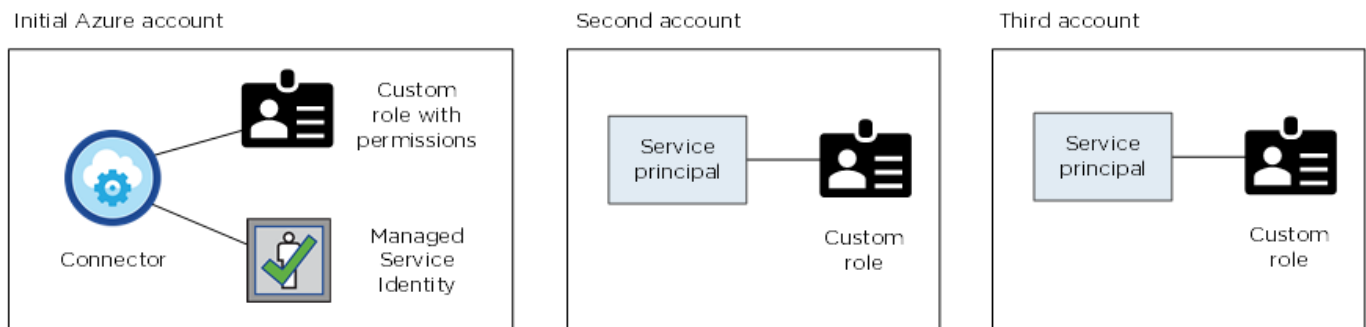 Initial Azure account
Custom
role with
permissions
Connector
Managed
Service
Identity
Second account
Service
principal
Custom
role
Third account
Service
principal
Custom
role